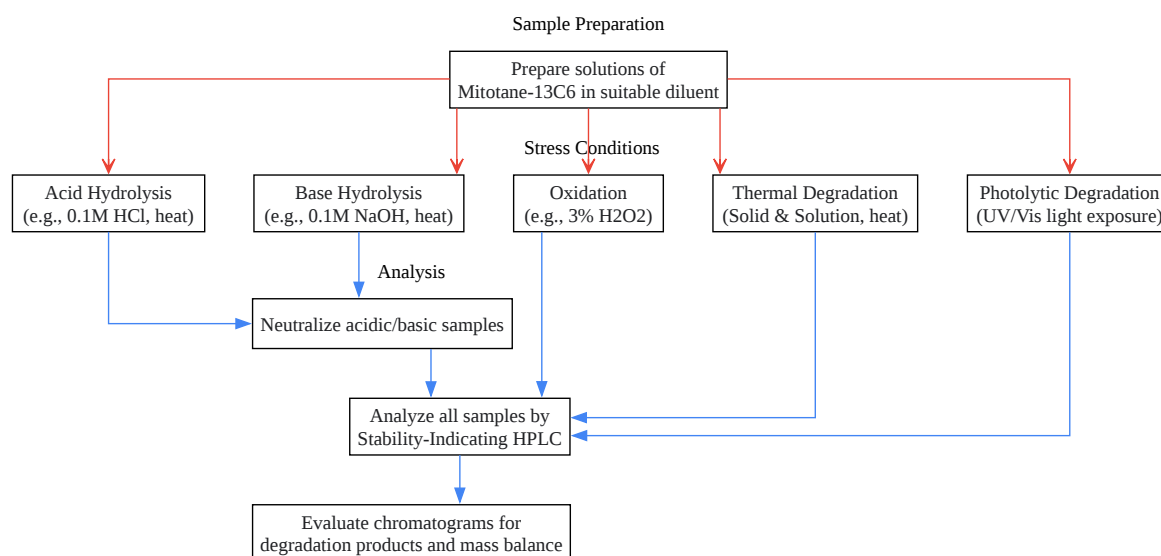 Sample Preparation
Prepare solutions of
Mitotane-13C6 in suitable diluent
Stress Conditions
Acid Hydrolysis
(e.g., 0.1M HCl, heat)
Base Hydrolysis
(e.g., 0.1M NaOH, heat)
Oxidation
(e.g., 3% H2O2)
Thermal Degradation
(Solid & Solution, heat)
Photolytic Degradation
(UV/Vis light exposure)
Analysis
Neutralize acidic/basic samples
Analyze all samples by
Stability-Indicating HPLC
Evaluate chromatograms for
degradation products and mass balance